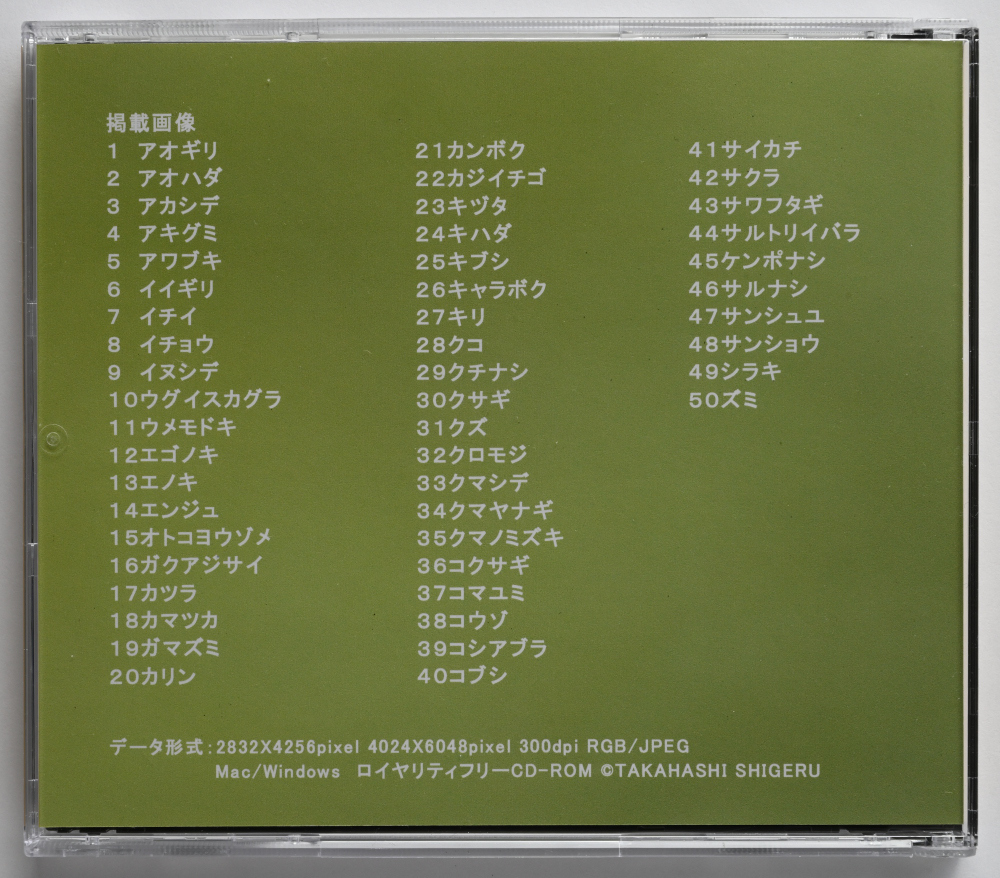 掲載画像
1 アオギリ
2 アオハダ
3 アカシデ
4 アキグミ
5 アワブキ
6 イイギリ
7 イチイ
8 イチョウ
9 イヌシデ
10ウグイスカグラ
11ウメモドキ
12エゴノキ
13エノキ
14エンジュ
15オトコヨウゾメ
16ガクアジサイ
17カツラ
18カマツカ
19ガマズミ
20カリン
21カンボク
22カジイチゴ
23キヅタ
24キハダ
25キブシ
26キャラボク
27キリ
28クコ
29クチナシ
30クサギ
31クズ
32クロモジ
33クマシデ
34クマヤナギ
35クマノミズキ
36コクサギ
37コマユミ
38コウゾ
39コシアブラ
40コブシ
41サイカチ
42サクラ
43サワフタギ
44サルトリイバラ
45ケンポナシ
46サルナシ
47サンシュユ
48サンショウ
49シラキ
50ズミ
データ形式:2832X4256pixel 4024X6048pixel 300dpi RGB/JPEG
Mac/Windows ロイヤリティフリーCD-ROM ©TAKAHASHI SHIGERU